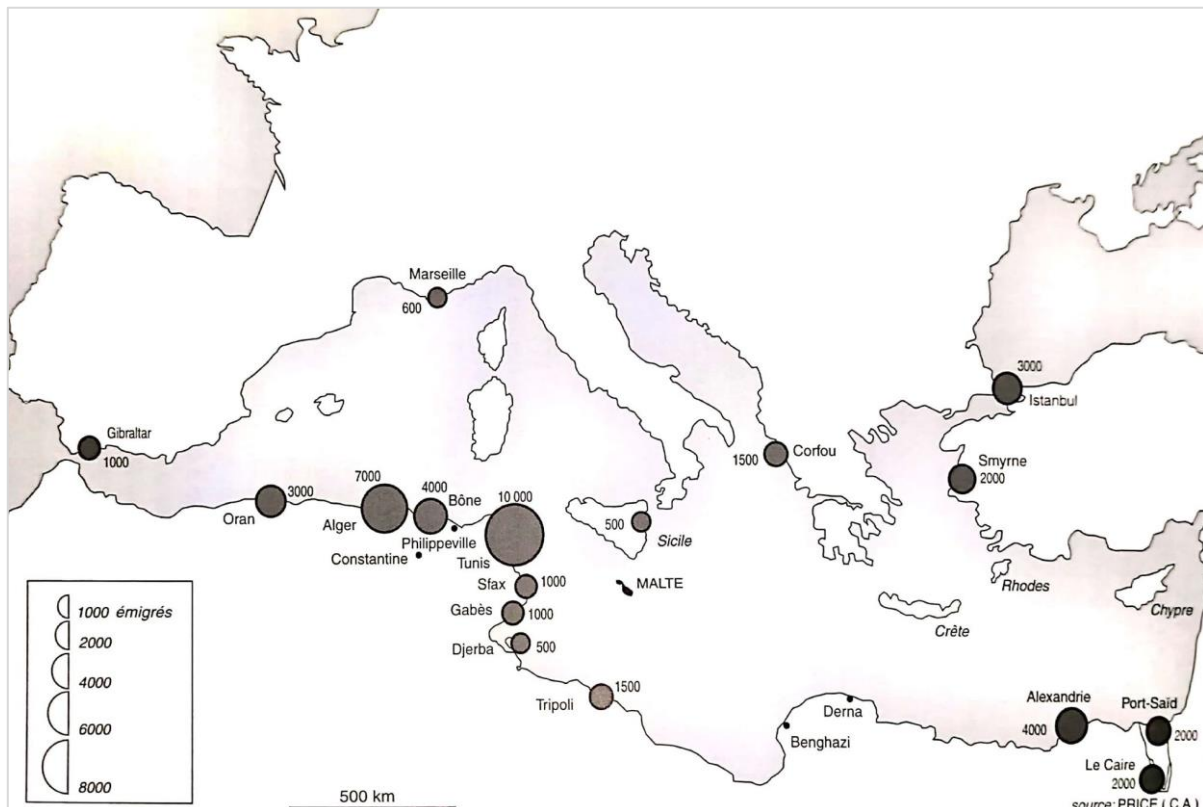 Marseille
600
3000
Istanbul
Gibraltar
1000
1500
Corfou
Smyrne
2000
7000
4000
Bône
10 000
3000
Oran
Alger
Philippeville
Constantine
Tunis
500
Sicile
Sfax
1000
MALTE
Gabès
1000
Djerba
500
Rhodes
Chypre
Crète
1500
Tripoli
Derna
Benghazi
Alexandrie
4000
Port-Saïd
2000
Le Caire
2000
1000 émigrés
2000
4000
6000
8000
500 km
source: PRICE ( C.A.)